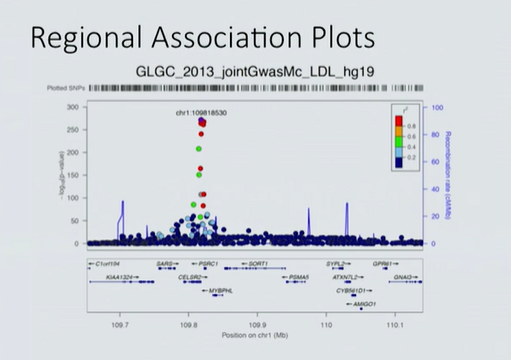 Regional Association Plots
GLGC_2013_jointGwasMc_LDL_hg19
Plotted SNPs
chr1:109818530
300
250
200
150
100
50
0
−log10(p−value)
100
80
60
40
20
0
Recombination rate (cM/Mb)
r²
0.8
0.6
0.4
0.2
C1orf194 SARS PSRC1 SORT1 SYPL2 GPR61
KIAA1324 CELSR2 PSMA5 ATXN7L2 GNAI3
MYBPHL CYB561D1
AMIGO1
109.7 109.8 109.9 110 110.1
Position on chr1 (Mb)